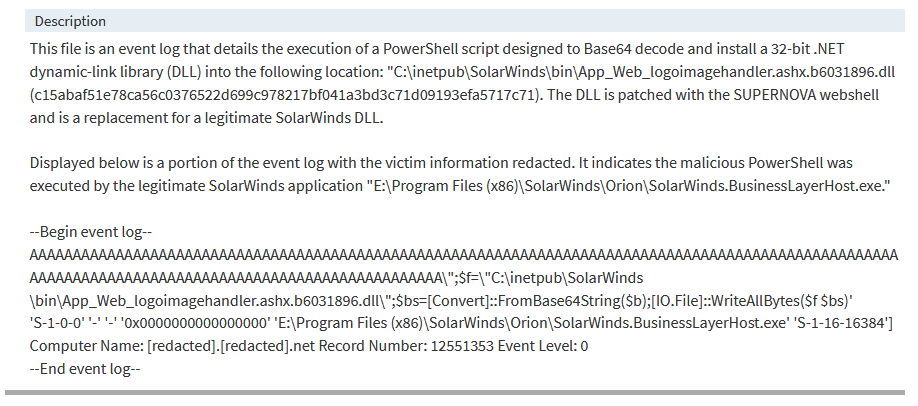 Description
This file is an event log that details the execution of a PowerShell script designed to Base64 decode and install a 32-bit .NET
dynamic-link library (DLL) into the following location: "C:\inetpub\SolarWinds\bin\App_Web_logoimagehandler.ashx.b6031896.dll
(c15abaf51e78ca56c0376522d699c978217bf041a3bd3c71d09193efa5717c71). The DLL is patched with the SUPERNOVA webshell
and is a replacement for a legitimate SolarWinds DLL.
Displayed below is a portion of the event log with the victim information redacted. It indicates the malicious PowerShell was
executed by the legitimate SolarWinds application "E:\Program Files (x86)\SolarWinds\Orion\SolarWinds.BusinessLayerHost.exe."
--Begin event log--
AAAAAAAAAAAAAAAAAAAAAAAAAAAAAAAAAAAAAAAAAAAAAAAAAAAAAAAAAAAAAAAAAAAAAAAAAAAAAAAAAAAAAAAAAAAAAAAAAAAAAA
AAAAAAAAAAAAAAAAAAAAAAAAAAAAAAAAAAAAAAAAAAAAAAAA\";$f=\"C:\inetpub\SolarWinds
\bin\App_Web_logoimagehandler.ashx.b6031896.dll\";$bs=[Convert]::FromBase64String($b);[IO.File]::WriteAllBytes($f $bs)'
'S-1-0-0' '-' '-' '0x0000000000000000' 'E:\Program Files (x86)\SolarWinds\Orion\SolarWinds.BusinessLayerHost.exe' 'S-1-16-16384']
Computer Name: [redacted].[redacted].net Record Number: 12551353 Event Level: 0
--End event log--